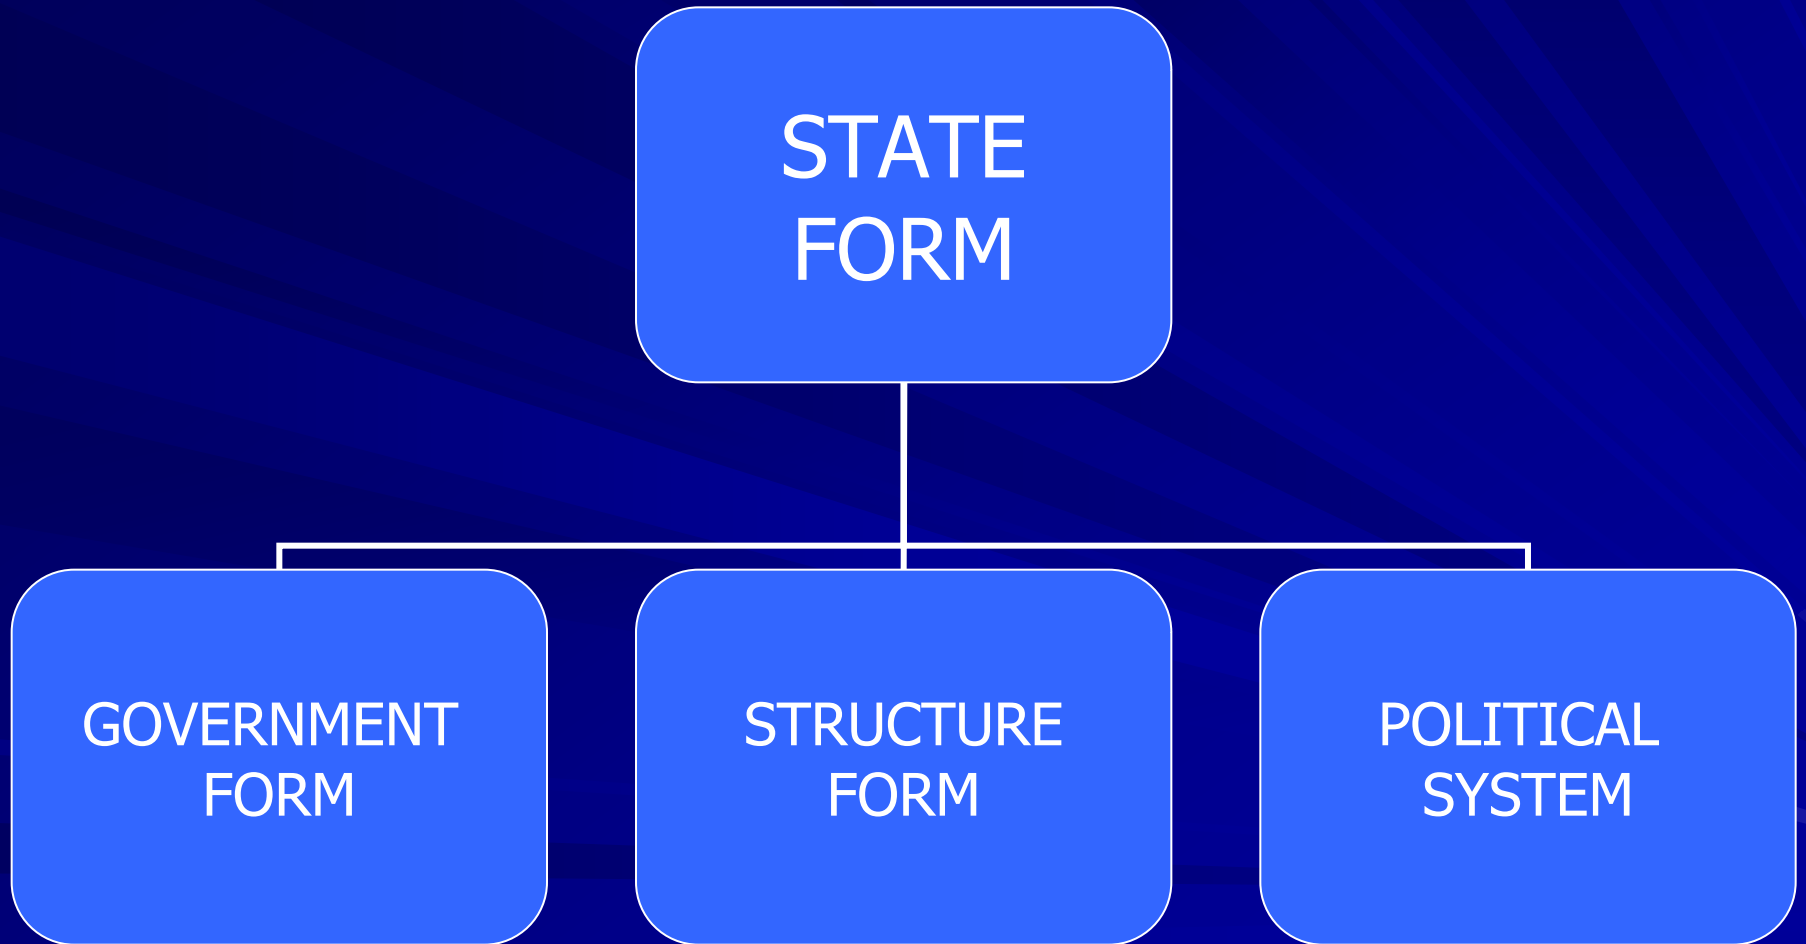 STATE
FORM
GOVERNMENT
FORM
STRUCTURE
FORM
POLITICAL
SYSTEM